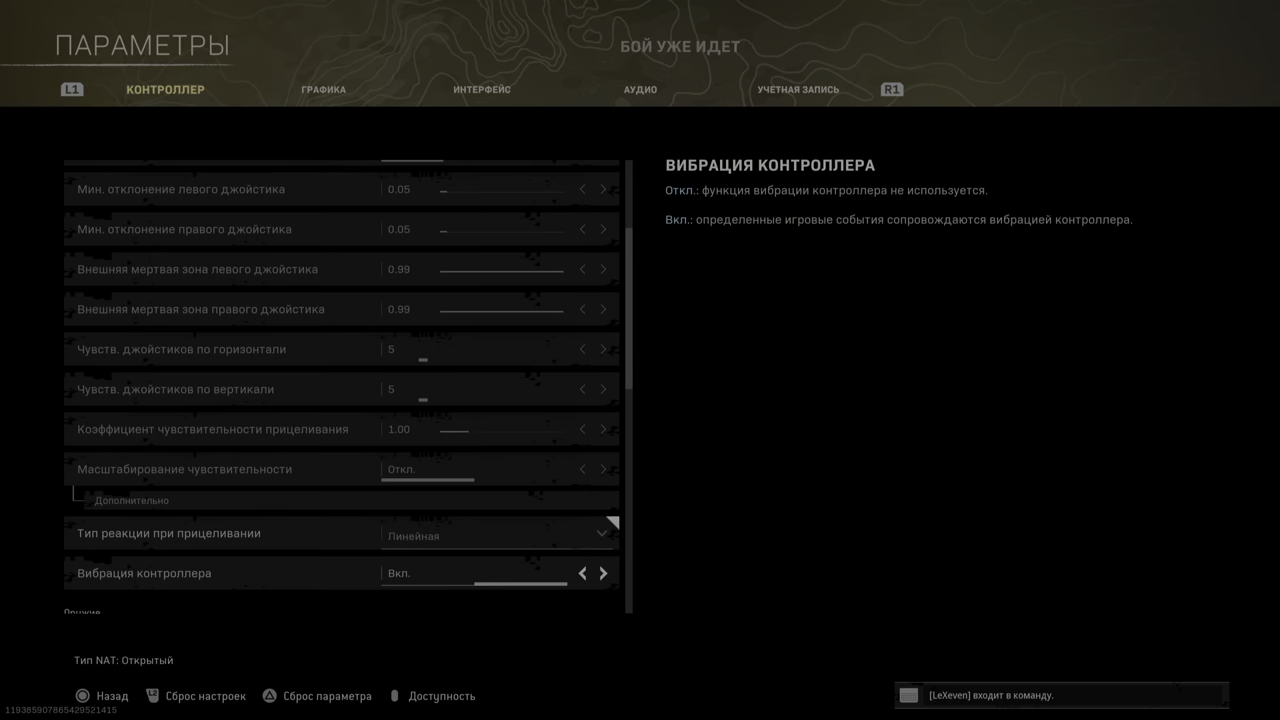 ПАРАМЕТРЫ
БОЙ УЖЕ ИДЕТ
L1 КОНТРОЛЛЕР ГРАФИКА ИНТЕРФЕЙС АУДИО УЧЕТНАЯ ЗАПИСЬ R1
Мин. отклонение левого джойстика 0.05
Мин. отклонение правого джойстика 0.05
Внешняя мертвая зона левого джойстика 0.99
Внешняя мертвая зона правого джойстика 0.99
Чувств. джойстиков по горизонтали 5
Чувств. джойстиков по вертикали 5
Коэффициент чувствительности прицеливания 1.00
Масштабирование чувствительности Откл.
Дополнительно
Тип реакции при прицеливании Линейная
Вибрация контроллера Вкл.
Оружие
ВИБРАЦИЯ КОНТРОЛЛЕРА
Откл.: функция вибрации контроллера не используется.
Вкл.: определенные игровые события сопровождаются вибрацией контроллера.
Тип NAT: Открытый
Назад L2 Сброс настроек Сброс параметра Доступность
[LeXeven] входит в команду.
119385907865429521415